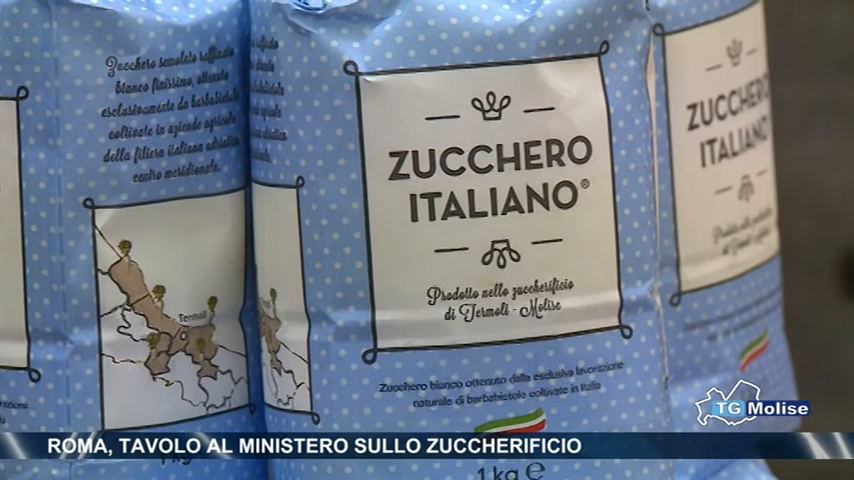 Zucchero semolato raffinato
bianco finissimo, ottenuto
esclusivamente da barbabietole
coltivate in aziende agricole
della filiera italiana adriatico
centro meridionale.
Termoli
ZUCCHERO
ITALIANO®
Prodotto nello zuccherificio
di Termoli - Molise
Zucchero bianco ottenuto dalla esclusiva lavorazione
naturale di barbabietole coltivate in Italia
1 kg e
ZUCCHERO
ITALIANO
TG Molise
ROMA, TAVOLO AL MINISTERO SULLO ZUCCHERIFICIO